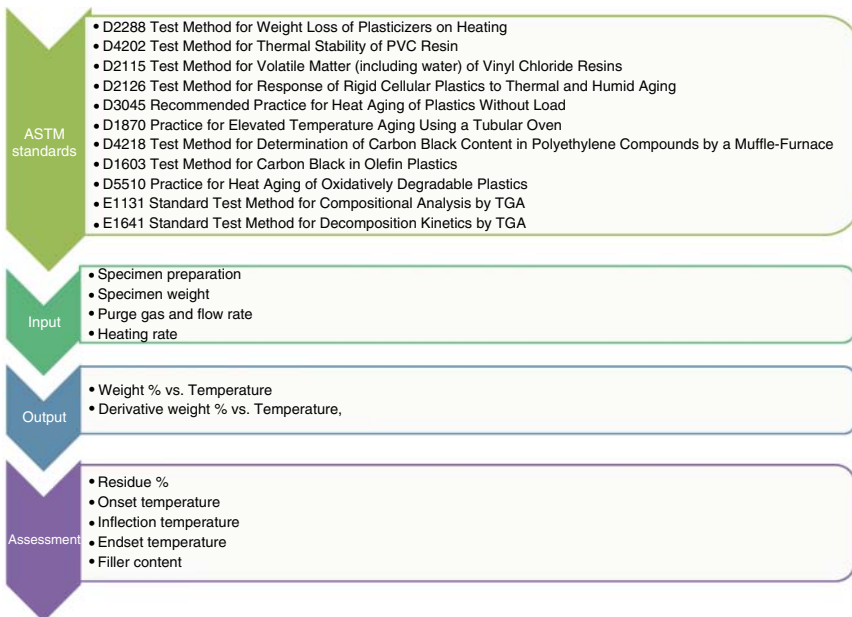 ASTM
standards
• D2288 Test Method for Weight Loss of Plasticizers on Heating
• D4202 Test Method for Thermal Stability of PVC Resin
• D2115 Test Method for Volatile Matter (including water) of Vinyl Chloride Resins
• D2126 Test Method for Response of Rigid Cellular Plastics to Thermal and Humid Aging
• D3045 Recommended Practice for Heat Aging of Plastics Without Load
• D1870 Practice for Elevated Temperature Aging Using a Tubular Oven
• D4218 Test Method for Determination of Carbon Black Content in Polyethylene Compounds by a Muffle-Furnace
• D1603 Test Method for Carbon Black in Olefin Plastics
• D5510 Practice for Heat Aging of Oxidatively Degradable Plastics
• E1131 Standard Test Method for Compositional Analysis by TGA
• E1641 Standard Test Method for Decomposition Kinetics by TGA
Input
• Specimen preparation
• Specimen weight
• Purge gas and flow rate
• Heating rate
Output
• Weight % vs. Temperature
• Derivative weight % vs. Temperature,
Assessment
• Residue %
• Onset temperature
• Inflection temperature
• Endset temperature
• Filler content